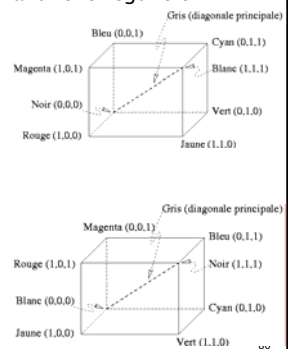 Gris (diagonale principale)
Bleu (0,0,1)
Cyan (0,1,1)
Magenta (1,0,1)
Blanc (1,1,1)
Noir (0,0,0)
Vert (0,1,0)
Rouge (1,0,0)
Jaune (1,1,0)
Gris (diagonale principale)
Magenta (0,0,1)
Bleu (0,1,1)
Rouge (1,0,1)
Noir (1,1,1)
Blanc (0,0,0)
Cyan (0,1,0)
Jaune (1,0,0)
Vert (1,1,0)